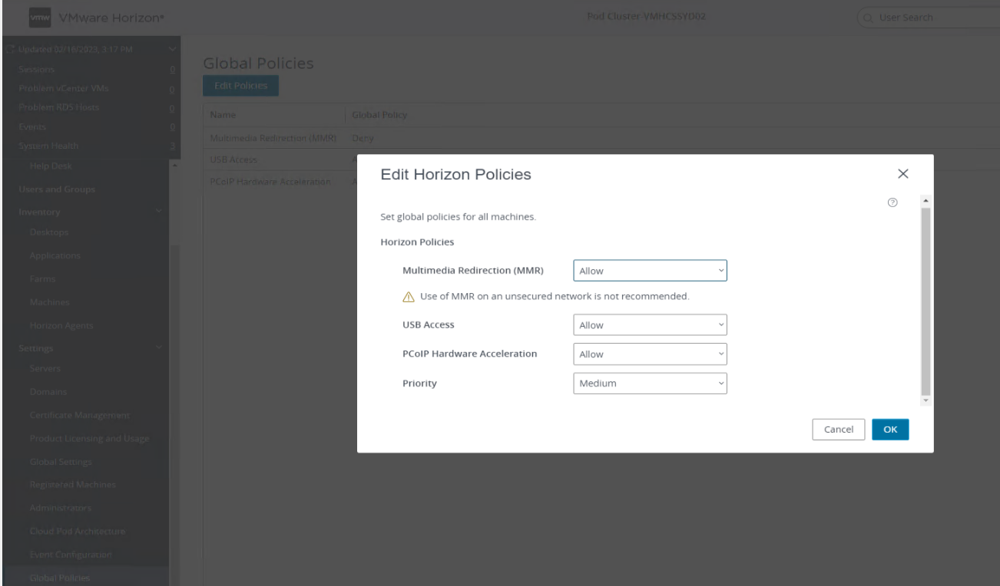 vmw VMware Horizon®
Pod Cluster-VMHCSSYD02
User Search
Updated 02/16/2023, 3:17 PM
Sessions 0
Problem vCenter VMs 0
Problem RDS Hosts 0
Events 0
System Health 3
Help Desk
Users and Groups
Inventory
Desktops
Applications
Farms
Machines
Horizon Agents
Settings
Servers
Domains
Certificate Management
Product Licensing and Usage
Global Settings
Registered Machines
Administrators
Cloud Pod Architecture
Event Configuration
Global Policies
Global Policies
Edit Policies
Name Global Policy
Multimedia Redirection (MMR) Deny
USB Access A
PCoIP Hardware Acceleration A
Edit Horizon Policies
Set global policies for all machines.
Horizon Policies
Multimedia Redirection (MMR) Allow
Use of MMR on an unsecured network is not recommended.
USB Access Allow
PCoIP Hardware Acceleration Allow
Priority Medium
Cancel OK